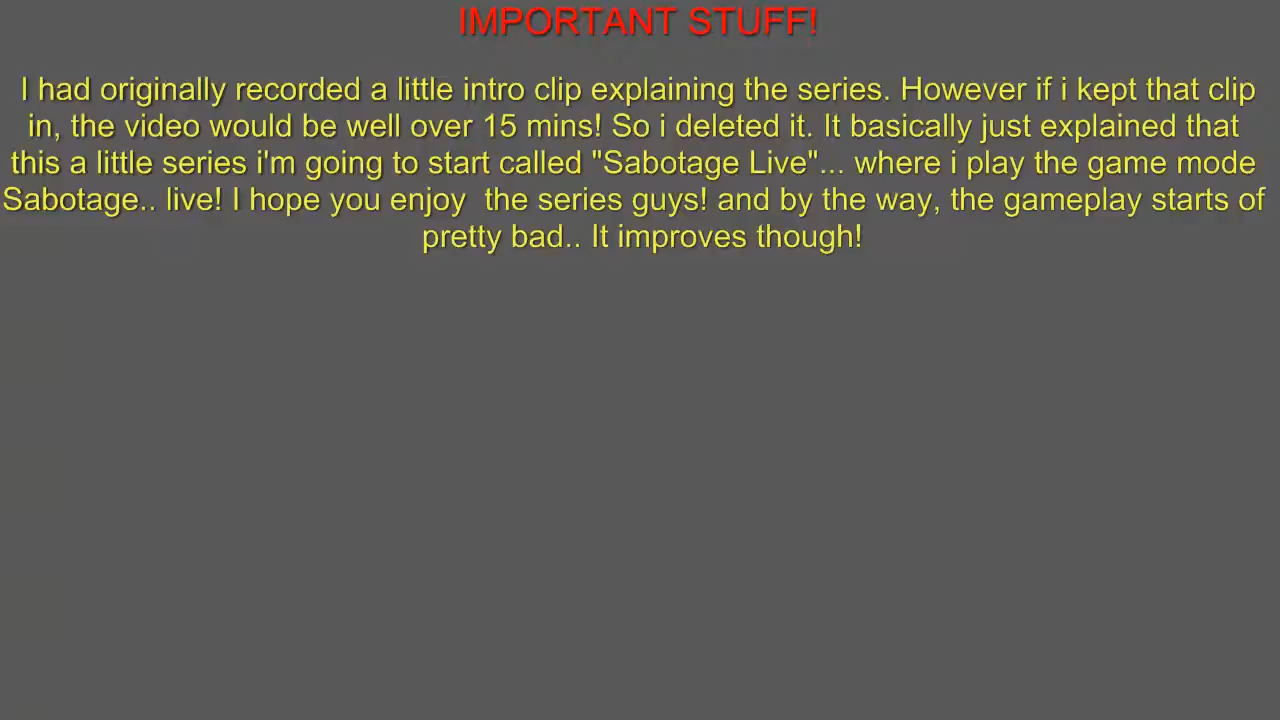 IMPORTANT STUFF!
I had originally recorded a little intro clip explaining the series. However if i kept that clip
in, the video would be well over 15 mins! So i deleted it. It basically just explained that
this a little series i'm going to start called "Sabotage Live"... where i play the game mode
Sabotage.. live! I hope you enjoy  the series guys! and by the way, the gameplay starts of
pretty bad.. It improves though!